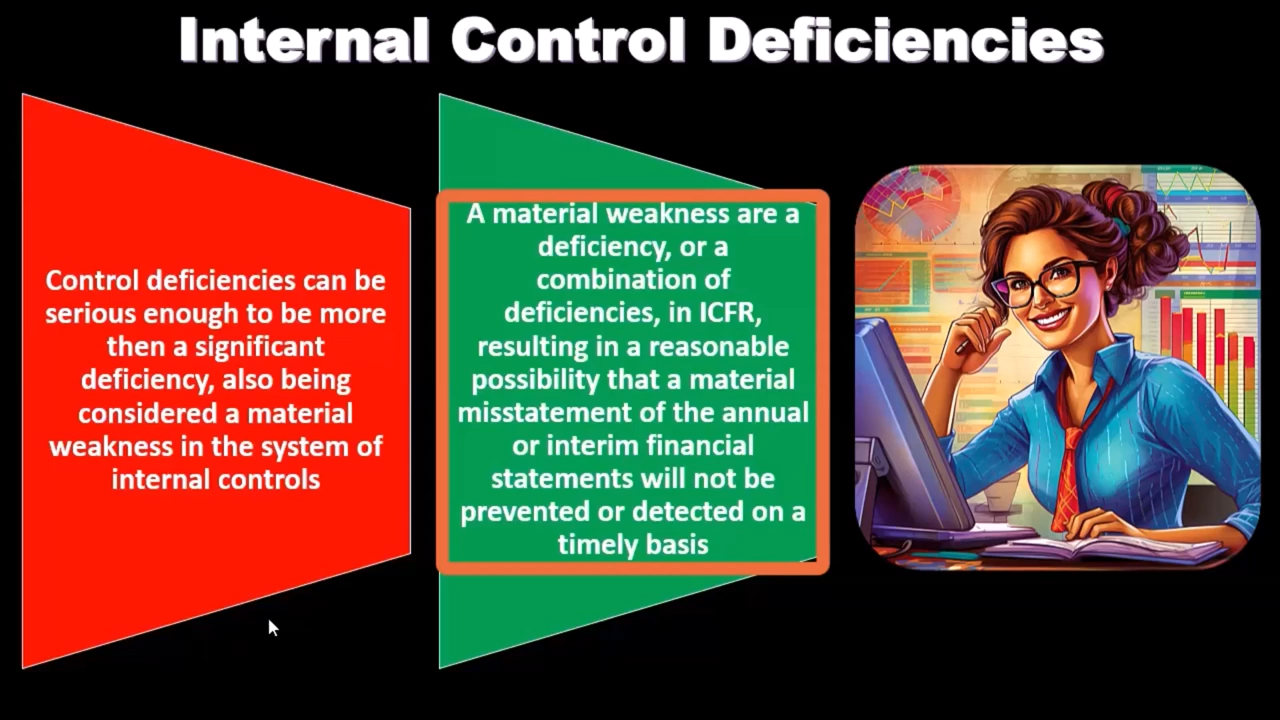 Internal Control Deficiencies
Control deficiencies can be
serious enough to be more
then a significant
deficiency, also being
considered a material
weakness in the system of
internal controls
A material weakness are a
deficiency, or a
combination of
deficiencies, in ICFR,
resulting in a reasonable
possibility that a material
misstatement of the annual
or interim financial
statements will not be
prevented or detected on a
timely basis